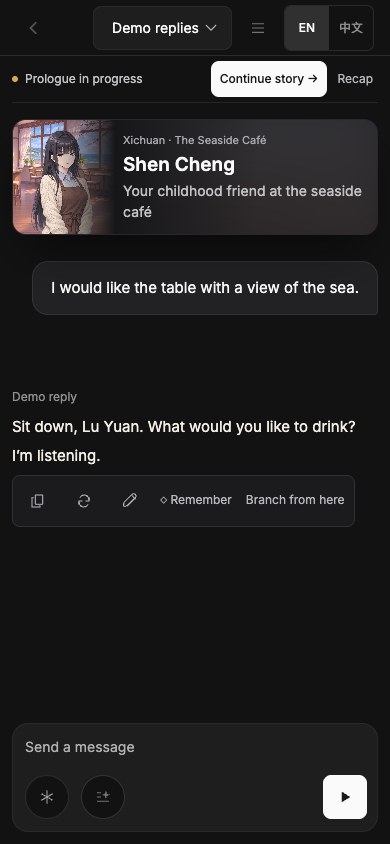 Demo replies
EN
中文
Prologue in progress
Continue story →
Recap
Xichuan · The Seaside Café
Shen Cheng
Your childhood friend at the seaside
café
I would like the table with a view of the sea.
Demo reply
Sit down, Lu Yuan. What would you like to drink?
I'm listening.
Remember
Branch from here
Send a message